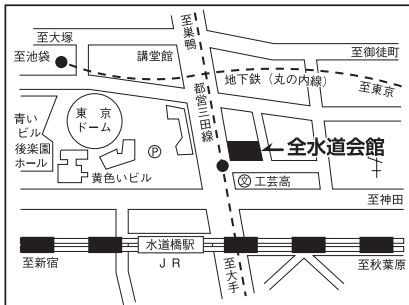 至大塚
至池袋
講堂館
至巣鴨
都営三田線
至御徒町
地下鉄（丸の内線）
至東京
青い
ビル
後楽園
ホール
東京
ドーム
P
黄色いビル
全水道会館
文 工芸高
至神田
水道橋駅
JR
至新宿
至大手
至秋葉原